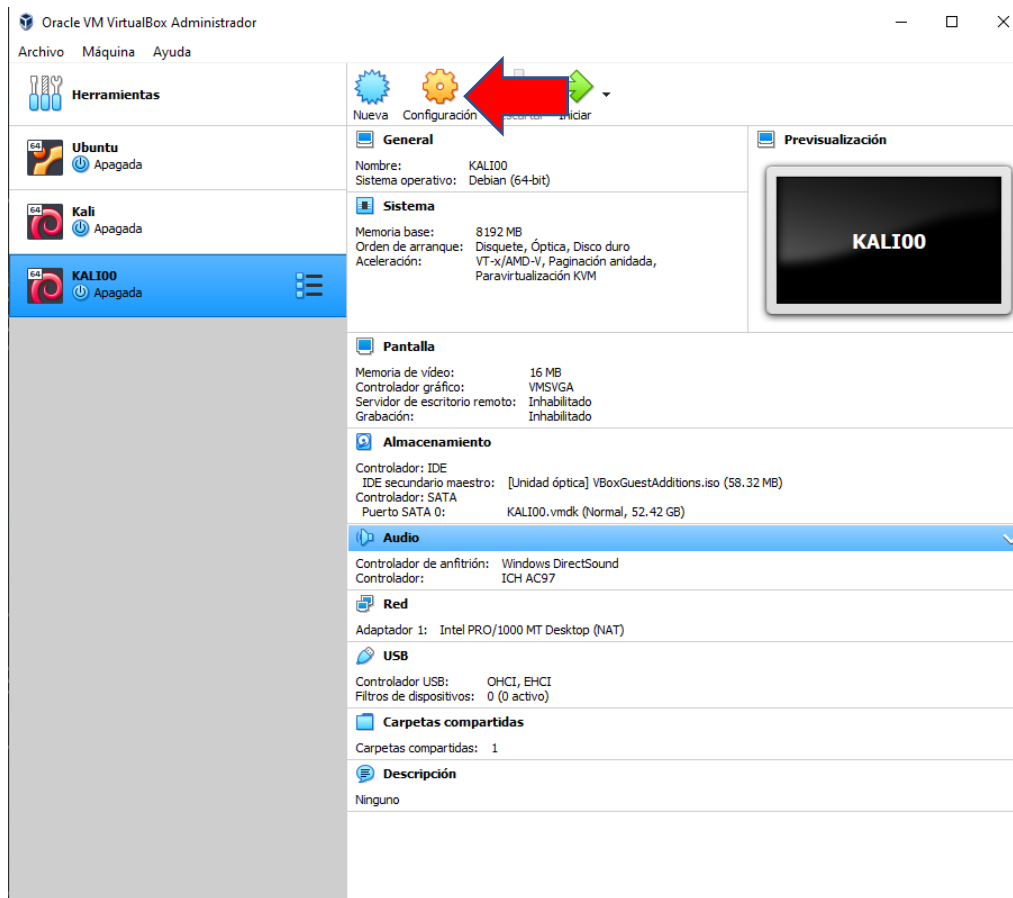 Oracle VM VirtualBox Administrador
Archivo Máquina Ayuda
Herramientas
Nueva Configuración Iniciar
64 Ubuntu
Apagada
64 Kali
Apagada
64 KALI00
Apagada
General
Nombre: KALI00
Sistema operativo: Debian (64-bit)
Sistema
Memoria base: 8192 MB
Orden de arranque: Disquete, Óptica, Disco duro
Aceleración: VT-x/AMD-V, Paginación anidada,
Paravirtualización KVM
Previsualización
KALI00
Pantalla
Memoria de vídeo: 16 MB
Controlador gráfico: VMSVGA
Servidor de escritorio remoto: Inhabilitado
Grabación: Inhabilitado
Almacenamiento
Controlador: IDE
IDE secundario maestro: [Unidad óptica] VBoxGuestAdditions.iso (58.32 MB)
Controlador: SATA
Puerto SATA 0: KALI00.vmdk (Normal, 52.42 GB)
Audio
Controlador de anfitrión: Windows DirectSound
Controlador: ICH AC97
Red
Adaptador 1: Intel PRO/1000 MT Desktop (NAT)
USB
Controlador USB: OHCI, EHCI
Filtros de dispositivos: 0 (0 activo)
Carpetas compartidas
Carpetas compartidas: 1
Descripción
Ninguno